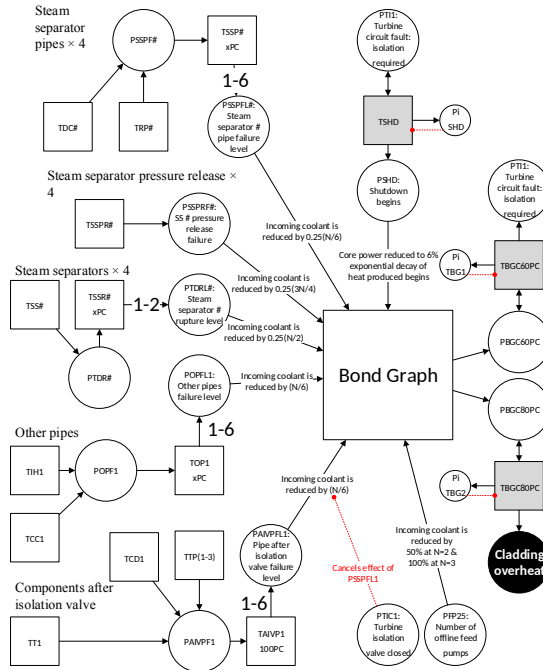 Steam
separator
pipes × 4
PSSPF#
TSSP#
xPC
1-6
TDC#
TRP#
PSSPFL#:
Steam
separator #
pipe failure
level
PTI1:
Turbine
circuit fault:
isolation
required
TSHD
Pi
SHD
PSHD:
Shutdown
begins
Steam separator pressure release ×
4
TSSPR#
PSSPRF#:
SS # pressure
release
failure
Incoming coolant is
reduced by 0.25(N/6)
Core power reduced to 6%
exponential decay of
heat produced begins
PTI1:
Turbine
circuit fault:
isolation
required
Pi
TBG1
TBGC60PC
PBGC60PC
Steam separators × 4
TSS#
TSSR#
xPC
1-2
PTDR#
PTDRL#:
Steam
separator #
rupture level
Incoming coolant is
reduced by 0.25(3N/4)
Incoming coolant is
reduced by 0.25(N/2)
Bond Graph
PBGC80PC
POPFL1:
Other pipes
failure level
Incoming coolant is
reduced by (N/6)
1-6
Other pipes
TIH1
POPF1
TOP1
xPC
TCC1
Pi
TBG2
TBGC80PC
Cladding
overheat
Incoming coolant is
reduced by (N/6)
Incoming coolant is
reduced by
50% at N=2 &
100% at N=3
Cancels effect of
PSSPFL1
PAIVPFL1:
Pipe after
isolation
valve failure
level
1-6
TCD1
TTP(1-3)
Components after
isolation valve
TT1
PAIVPF1
TAIVP1
100PC
PTIC1:
Turbine
isolation
valve closed
PFP25:
Number of
offline feed
pumps